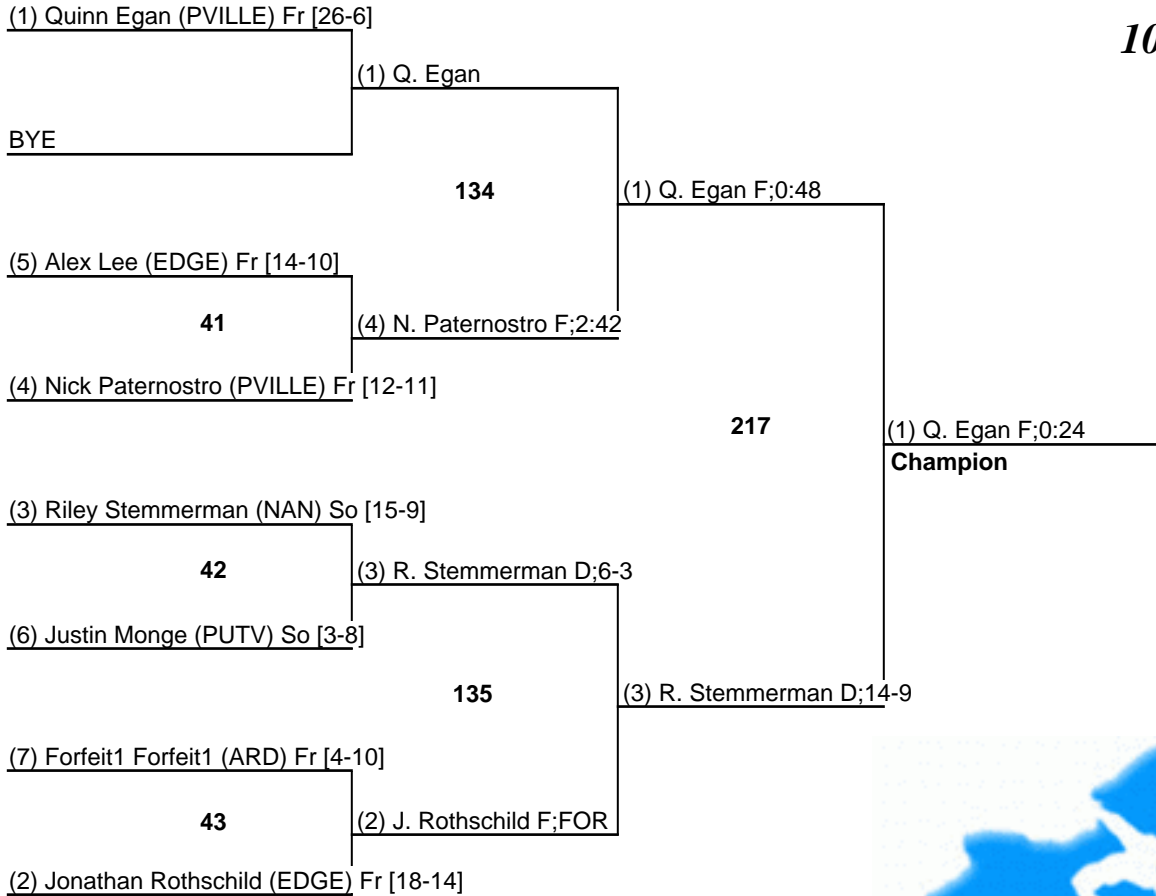 (1) Quinn Egan (PVILLE) Fr [26-6]
10
(1) Q. Egan
BYE
134
(1) Q. Egan F;0:48
(5) Alex Lee (EDGE) Fr [14-10]
41
(4) N. Paternostro F;2:42
(4) Nick Paternostro (PVILLE) Fr [12-11]
217
(1) Q. Egan F;0:24
Champion
(3) Riley Stemmerman (NAN) So [15-9]
42
(3) R. Stemmerman D;6-3
(6) Justin Monge (PUTV) So [3-8]
135
(3) R. Stemmerman D;14-9
(7) Forfeit1 Forfeit1 (ARD) Fr [4-10]
43
(2) J. Rothschild F;FOR
(2) Jonathan Rothschild (EDGE) Fr [18-14]